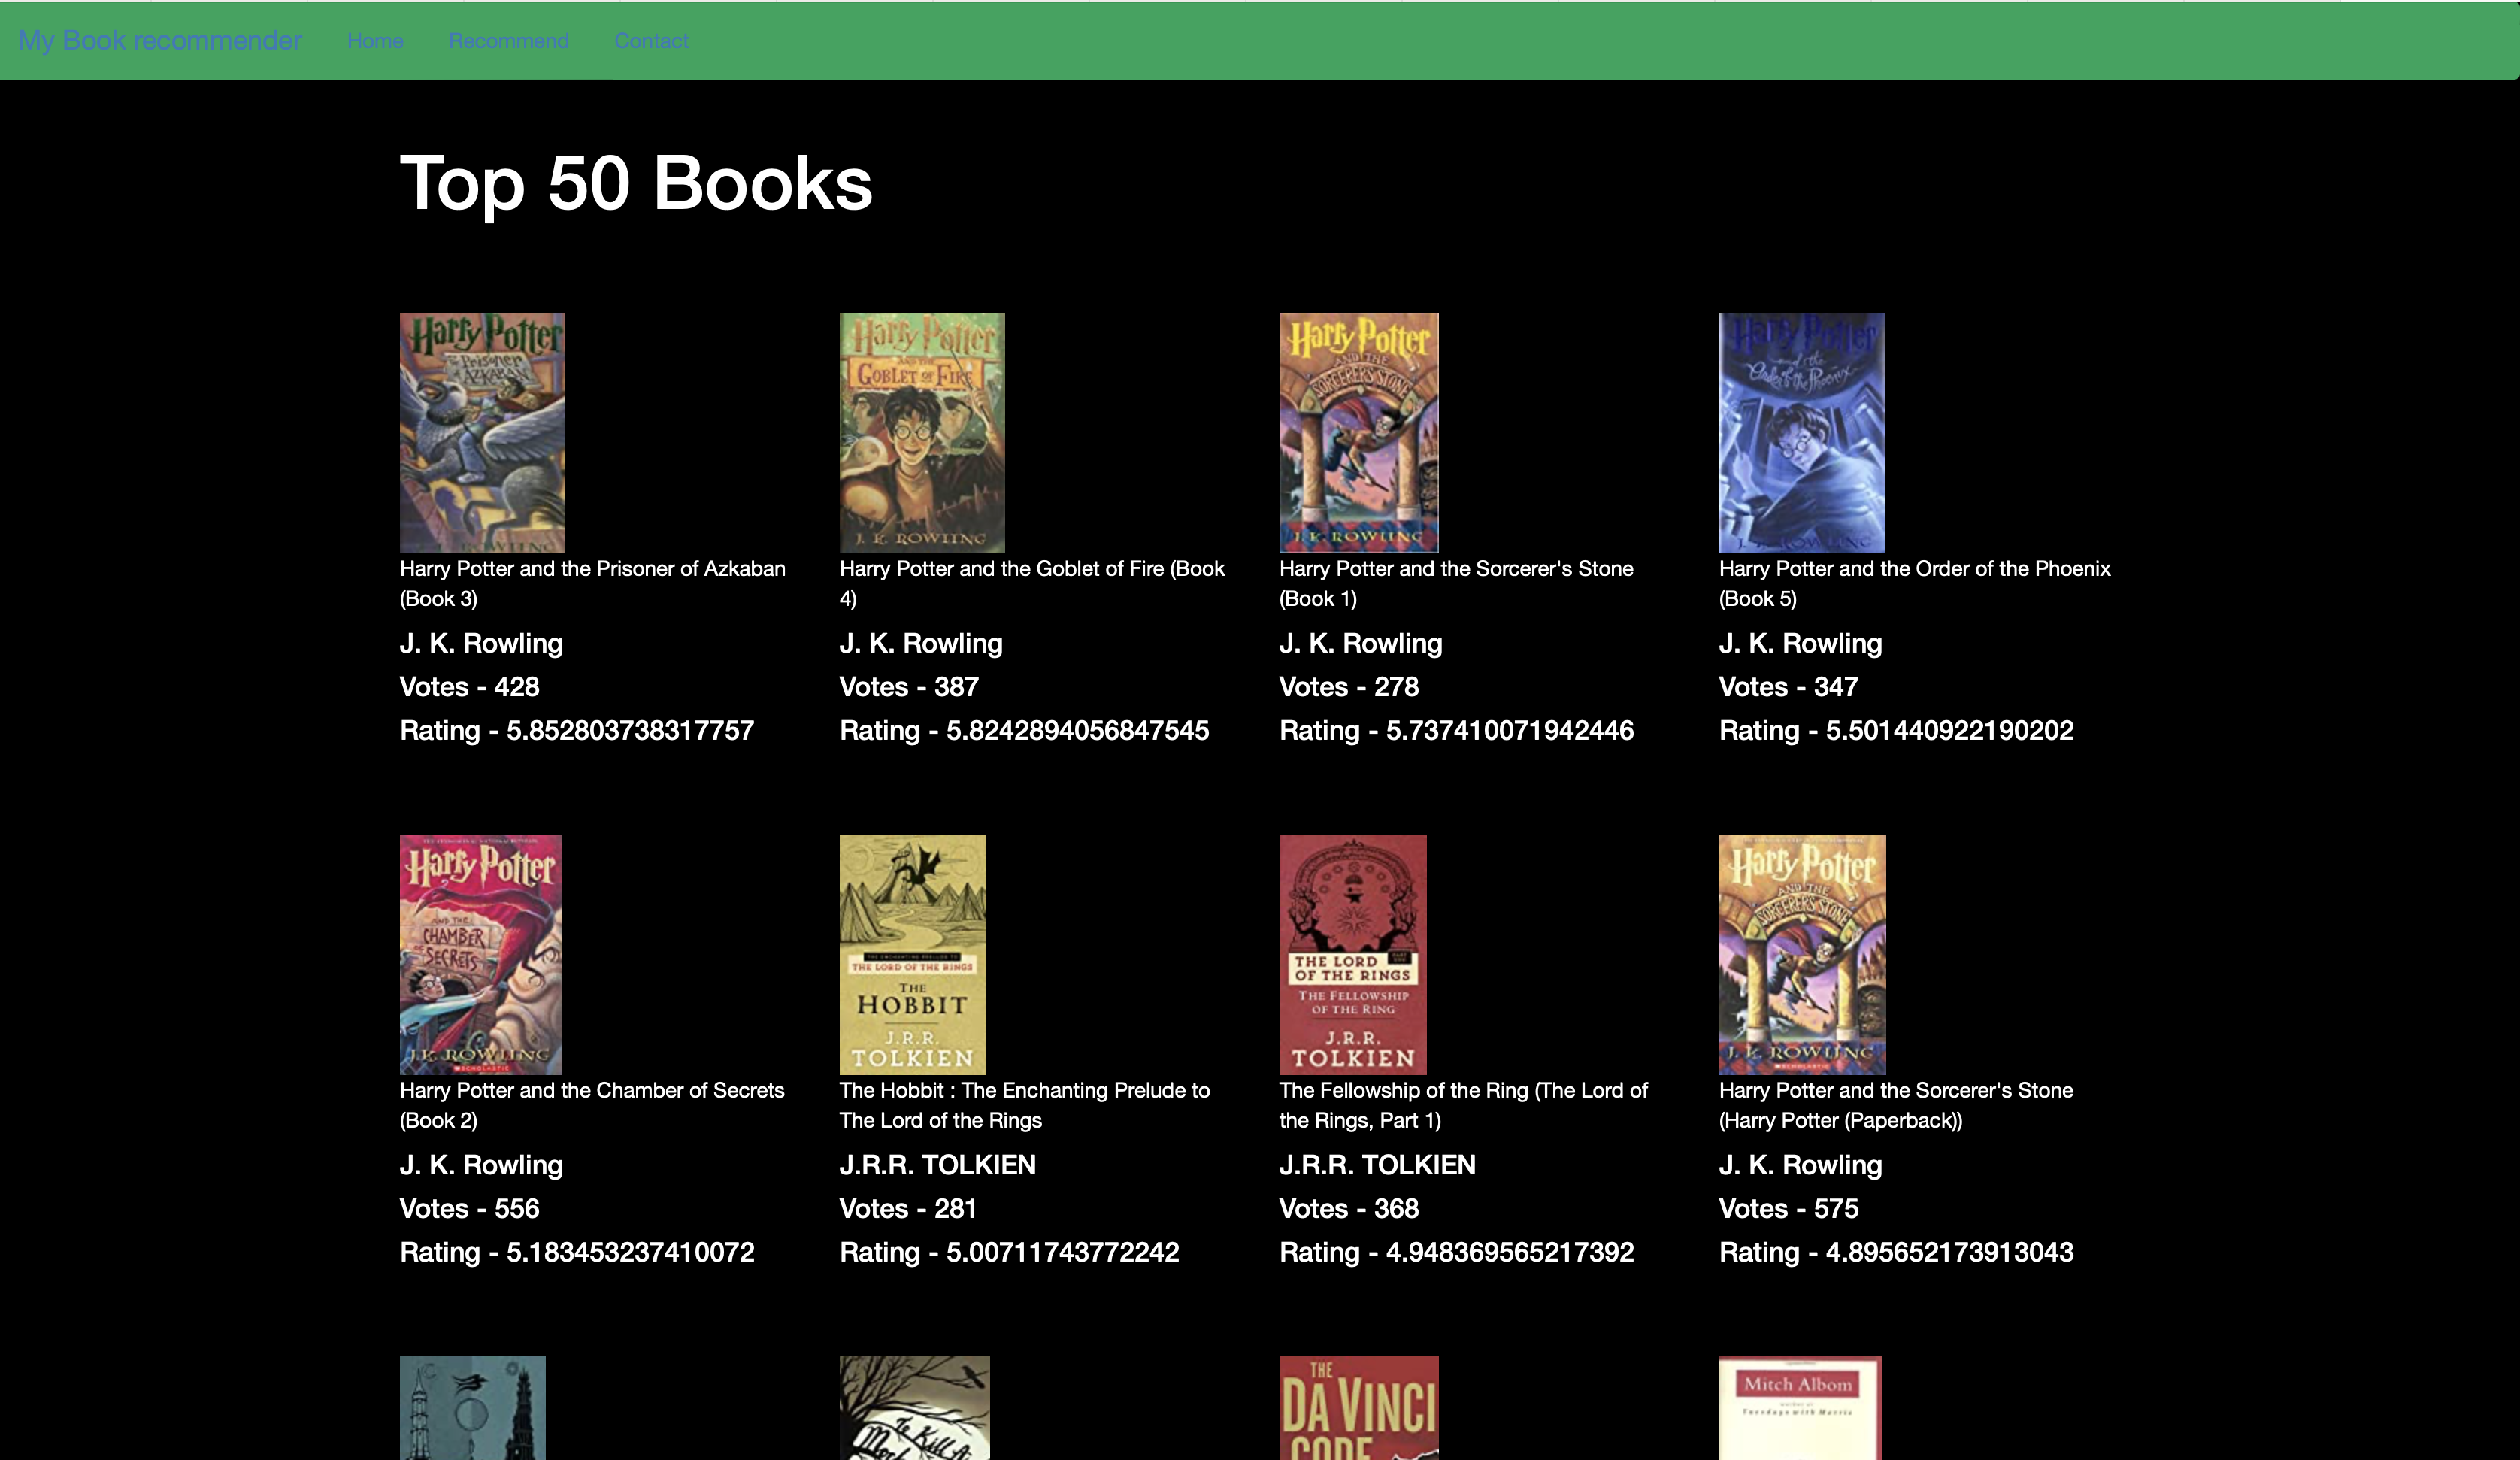 My Book recommender Home Recommend Contact
Top 50 Books
Harry Potter
and the
Prisoner
of AZKABAN
Harry Potter
AND THE
GOBLET OF FIRE
J. K. ROWLING
Harry Potter
AND THE
SORCERER'S STONE
J. K. ROWLING
Harry Potter
and the
Order of the Phoenix
J. K. ROWLING
Harry Potter and the Prisoner of Azkaban
(Book 3)
J. K. Rowling
Votes - 428
Rating - 5.852803738317757
Harry Potter and the Goblet of Fire (Book
4)
J. K. Rowling
Votes - 387
Rating - 5.8242894056847545
Harry Potter and the Sorcerer's Stone
(Book 1)
J. K. Rowling
Votes - 278
Rating - 5.737410071942446
Harry Potter and the Order of the Phoenix
(Book 5)
J. K. Rowling
Votes - 347
Rating - 5.501440922190202
Harry Potter
AND THE
CHAMBER
OF SECRETS
J. K. ROWLING
SCHOLASTIC
THE ENCHANTING PRELUDE TO
THE LORD OF THE RINGS
THE
HOBBIT
J.R.R.
TOLKIEN
THE LORD
OF THE RINGS
PART ONE
THE FELLOWSHIP
OF THE RING
J.R.R.
TOLKIEN
Harry Potter
AND THE
SORCERER'S STONE
J. K. ROWLING
SCHOLASTIC
Harry Potter and the Chamber of Secrets
(Book 2)
J. K. Rowling
Votes - 556
Rating - 5.183453237410072
The Hobbit : The Enchanting Prelude to
The Lord of the Rings
J.R.R. TOLKIEN
Votes - 281
Rating - 5.00711743772242
The Fellowship of the Ring (The Lord of
the Rings, Part 1)
J.R.R. TOLKIEN
Votes - 368
Rating - 4.948369565217392
Harry Potter and the Sorcerer's Stone
(Harry Potter (Paperback))
J. K. Rowling
Votes - 575
Rating - 4.895652173913043
To Kill A
THE
DA VINCI
CODE
Mitch Albom
author of
Tuesdays with Morrie